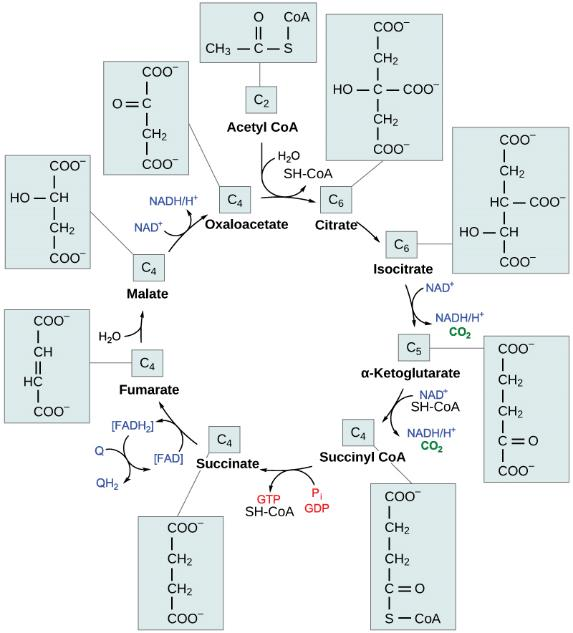 O CoA
CH₃ — C — S
C₂
Acetyl CoA
COO⁻
O=C
CH₂
COO⁻
COO⁻
CH₂
HO — C — COO⁻
CH₂
COO⁻
H₂O
SH-CoA
C₄
Oxaloacetate
C₆
Citrate
COO⁻
CH₂
HC — COO⁻
HO — CH
COO⁻
C₆
Isocitrate
NAD⁺
NADH/H⁺
CO₂
C₅
α-Ketoglutarate
COO⁻
CH₂
CH₂
C=O
COO⁻
NAD⁺
SH-CoA
NADH/H⁺
CO₂
C₄
Succinyl CoA
COO⁻
CH₂
CH₂
C=O
S — CoA
Pᵢ
GDP
GTP
SH-CoA
C₄
Succinate
COO⁻
CH₂
CH₂
COO⁻
[FADH₂]
[FAD]
Q
QH₂
C₄
Fumarate
COO⁻
CH
HC
COO⁻
H₂O
C₄
Malate
COO⁻
HO — CH
CH₂
COO⁻
NAD⁺
NADH/H⁺